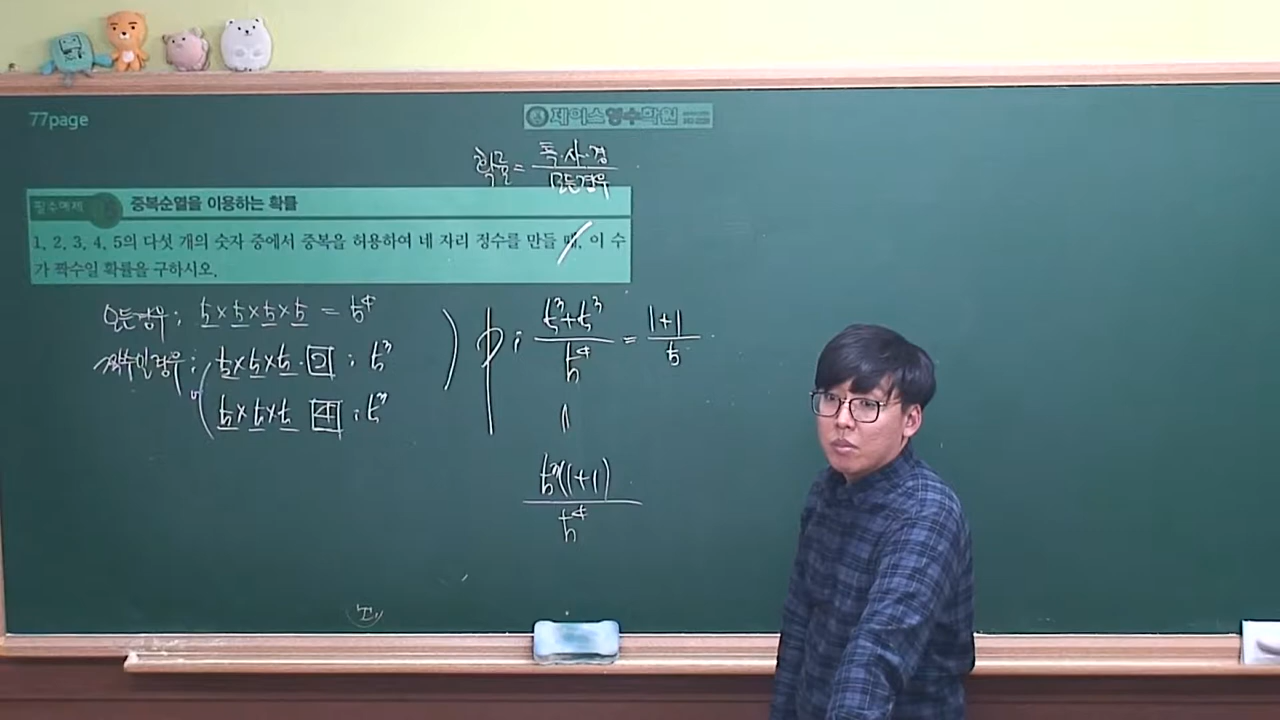 77page
제이스영수학원
확률 = 특.사.경 / 모든경우
필수예제
중복순열을 이용하는 확률
1, 2, 3, 4, 5의 다섯 개의 숫자 중에서 중복을 허용하여 네 자리 정수를 만들 때, 이 수
가 짝수일 확률을 구하시오.
모든경우 ; 5×5×5×5 = 5⁴
짝수인경우 ; 5×5×5·2 ; 5³
5×5×5 4 ; 5³
P ; 5³+5³ / 5⁴ = 1+1 / 5
5³(1+1) / 5⁴